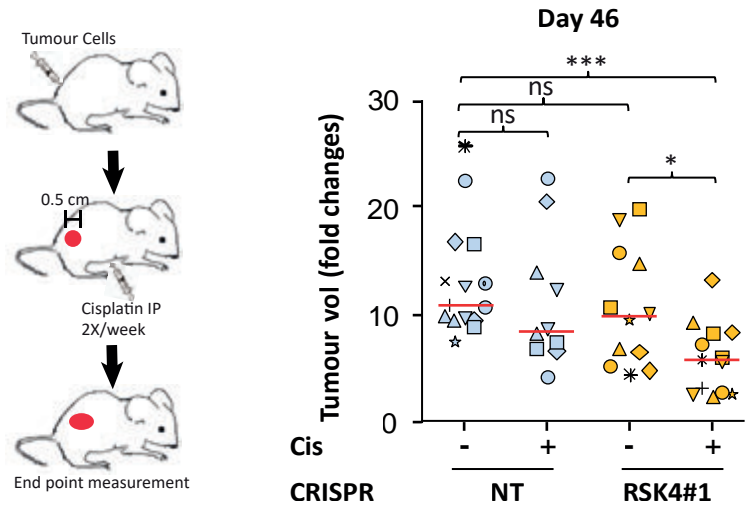 Tumour Cells
0.5 cm
Cisplatin IP
2X/week
End point measurement
Day 46
***
ns
ns
*
Tumour vol (fold changes)
30
20
10
0
Cis - + - +
CRISPR NT RSK4#1